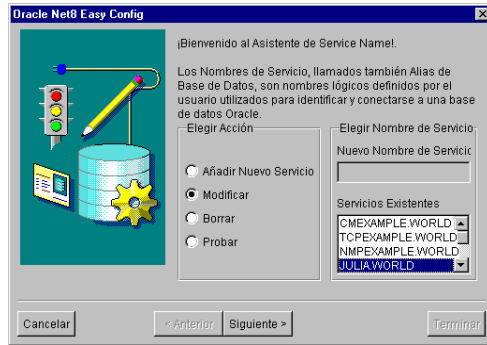 Oracle Net8 Easy Config
¡Bienvenido al Asistente de Service Name!.
Los Nombres de Servicio, llamados también Alias de
Base de Datos, son nombres lógicos definidos por el
usuario utilizados para identificar y conectarse a una base
de datos Oracle.
Elegir Acción
Añadir Nuevo Servicio
Modificar
Borrar
Probar
Elegir Nombre de Servicio
Nuevo Nombre de Servicic
Servicios Existentes
CMEXAMPLE.WORLD
TCPEXAMPLE.WORLD
NMPEXAMPLE.WORLD
JULIA.WORLD
Cancelar
< Anterior
Siguiente >
Terminar